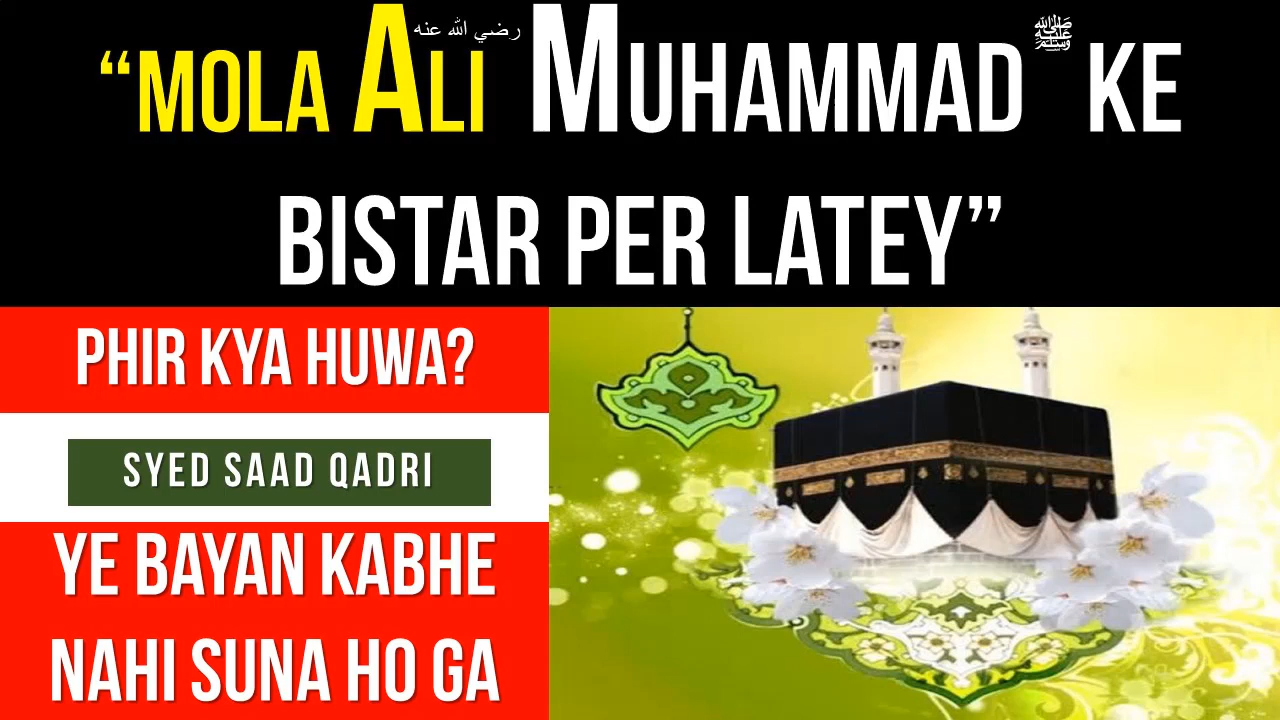 “MOLA ALI رضي الله عنه MUHAMMAD ﷺ KE
BISTAR PER LATEY”
PHIR KYA HUWA?
SYED SAAD QADRI
YE BAYAN KABHE
NAHI SUNA HO GA